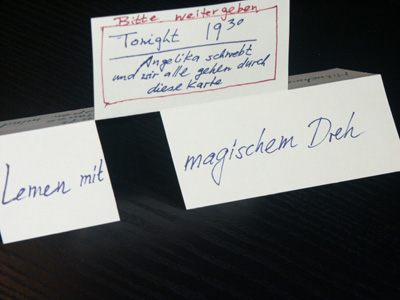 Bitte weitergeben
Tonight 19³⁰
Angelika schwebt
und wir alle gehen durch
diese Karte
Lernen mit
magischem Dreh